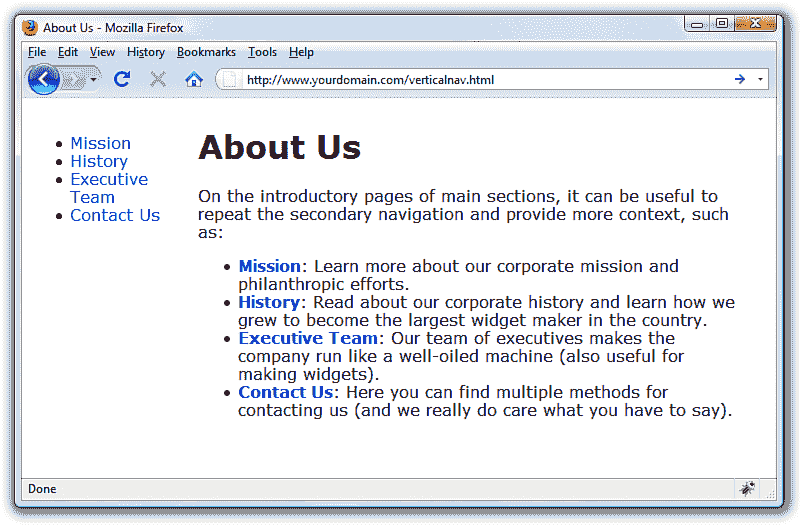 About Us - Mozilla Firefox
File Edit View History Bookmarks Tools Help
http://www.yourdomain.com/verticalnav.html
Mission
History
Executive
Team
Contact Us
About Us
On the introductory pages of main sections, it can be useful to
repeat the secondary navigation and provide more context, such
as:
Mission: Learn more about our corporate mission and
philanthropic efforts.
History: Read about our corporate history and learn how we
grew to become the largest widget maker in the country.
Executive Team: Our team of executives makes the
company run like a well-oiled machine (also useful for
making widgets).
Contact Us: Here you can find multiple methods for
contacting us (and we really do care what you have to say).
Done